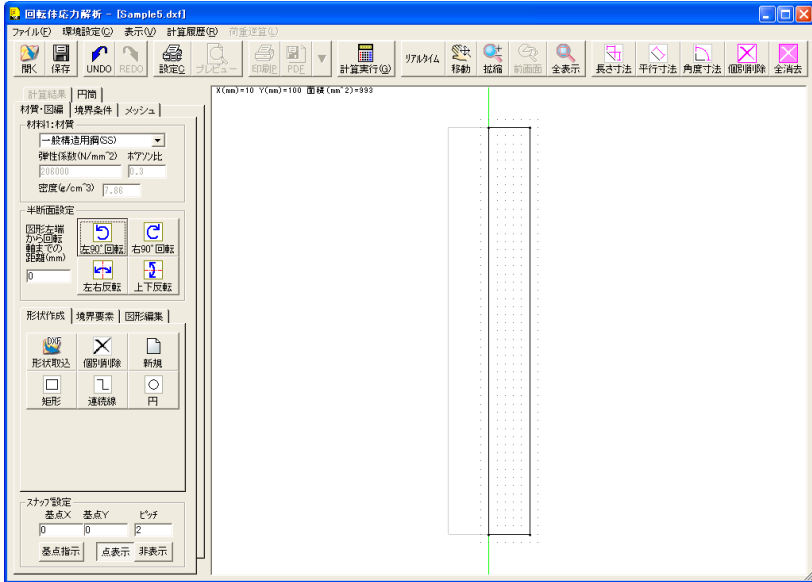 回転体応力解析 - [Sample5.dxf]
ファイル(F) 環境設定(C) 表示(V) 計算履歴(R) 荷重逆算(L)
開く 保存 UNDO REDO 設定C プレビュー 印刷P PDF 計算実行(G) リアルタイム 移動 拡縮 前画面 全表示 長さ寸法 平行寸法 角度寸法 個別削除 全消去
計算結果 円筒
材質・図編 境界条件 メッシュ
X(mm)=10 Y(mm)=100 面積(mm^2)=993
材料1:材質
一般構造用鋼(SS)
弾性係数(N/mm^2) ポアソン比
206000 0.3
密度(g/cm^3) 7.86
半断面設定
図形左端
から回転
軸までの
距離(mm)
0
左90°回転 右90°回転
左右反転 上下反転
形状作成 境界要素 図形編集
DXF
形状取込 個別削除 新規
矩形 連続線 円
スナップ設定
基点X 基点Y ピッチ
0 0 2
基点指示 点表示 非表示